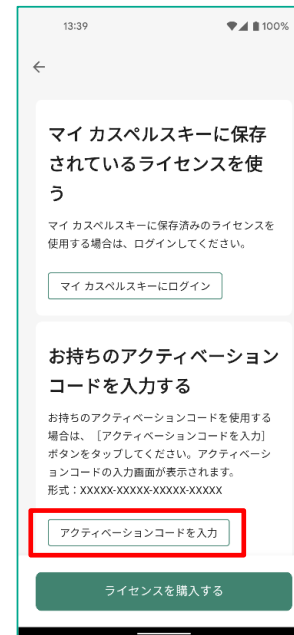 13:39
100%
マイ カスペルスキーに保存
されているライセンスを使
う
マイ カスペルスキーに保存済みのライセンスを
使用する場合は、ログインしてください。
マイ カスペルスキーにログイン
お持ちのアクティベーション
コードを入力する
お持ちのアクティベーションコードを使用する
場合は、［アクティベーションコードを入力］
ボタンをタップしてください。アクティベーシ
ョンコードの入力画面が表示されます。
形式：XXXXX-XXXXX-XXXXX-XXXXX
アクティベーションコードを入力
ライセンスを購入する